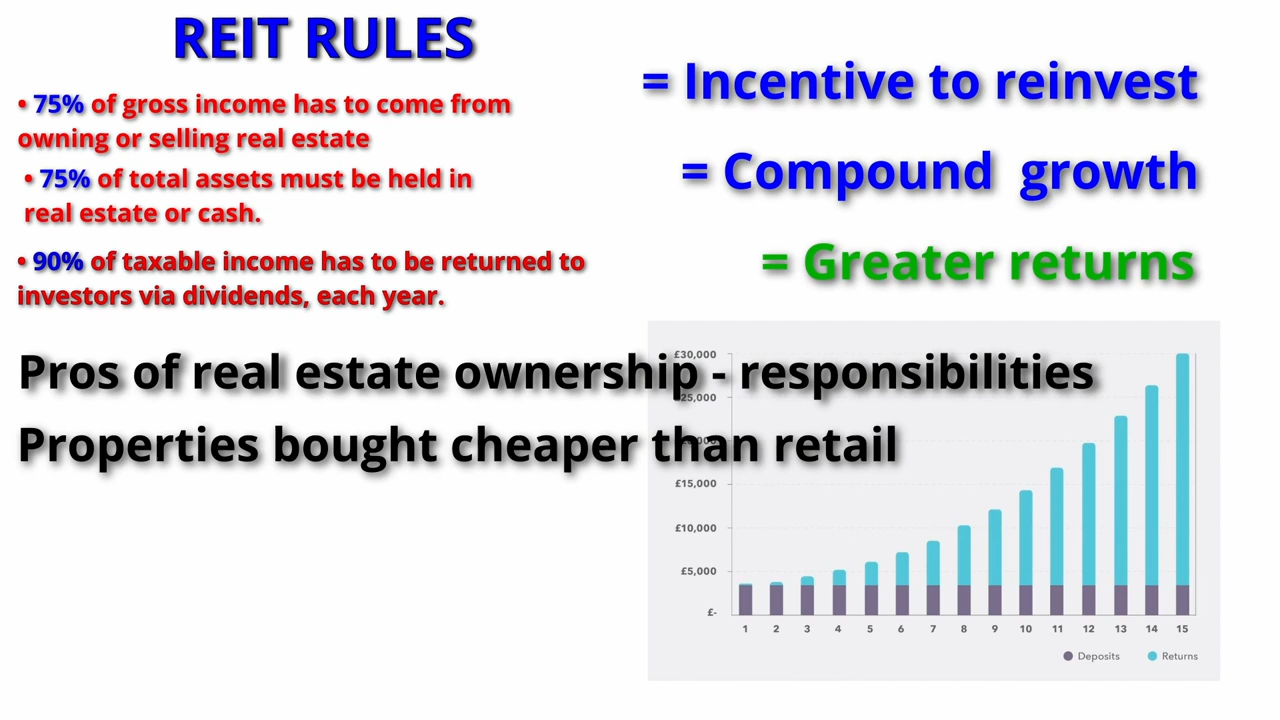 REIT RULES
• 75% of gross income has to come from
owning or selling real estate
• 75% of total assets must be held in
real estate or cash.
• 90% of taxable income has to be returned to
investors via dividends, each year.
= Incentive to reinvest
= Compound growth
= Greater returns
Pros of real estate ownership - responsibilities
Properties bought cheaper than retail
£30,000
£15,000
£10,000
£5,000
£-
1 2 3 4 5 6 7 8 9 10 11 12 13 14 15
Deposits Returns